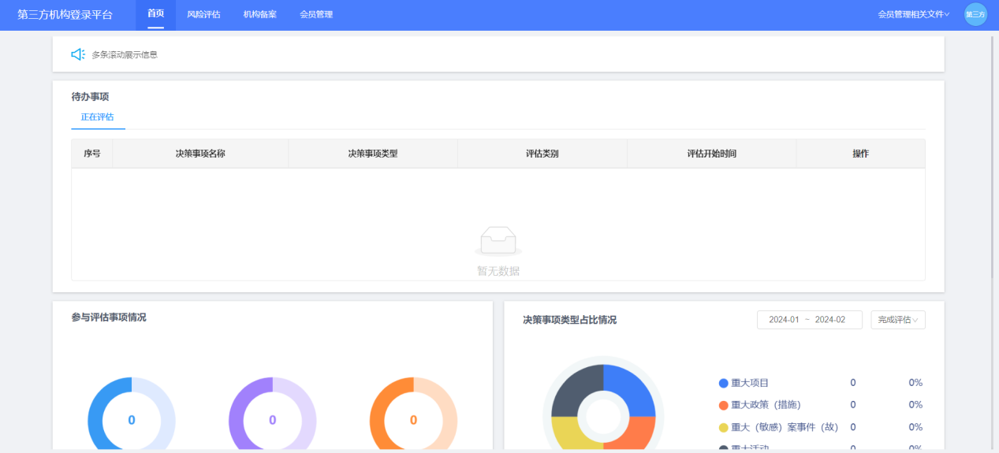 第三方机构登录平台 首页 风险评估 机构备案 会员管理 会员管理相关文件 第三方
多条滚动展示信息
待办事项
正在评估
序号 决策事项名称 决策事项类型 评估类别 评估开始时间 操作
暂无数据
参与评估事项情况
0 0 0
决策事项类型占比情况 2024-01 ~ 2024-02 完成评估
重大项目 0 0%
重大政策（措施） 0 0%
重大（敏感）案事件（故） 0 0%
重大活动 0 0%